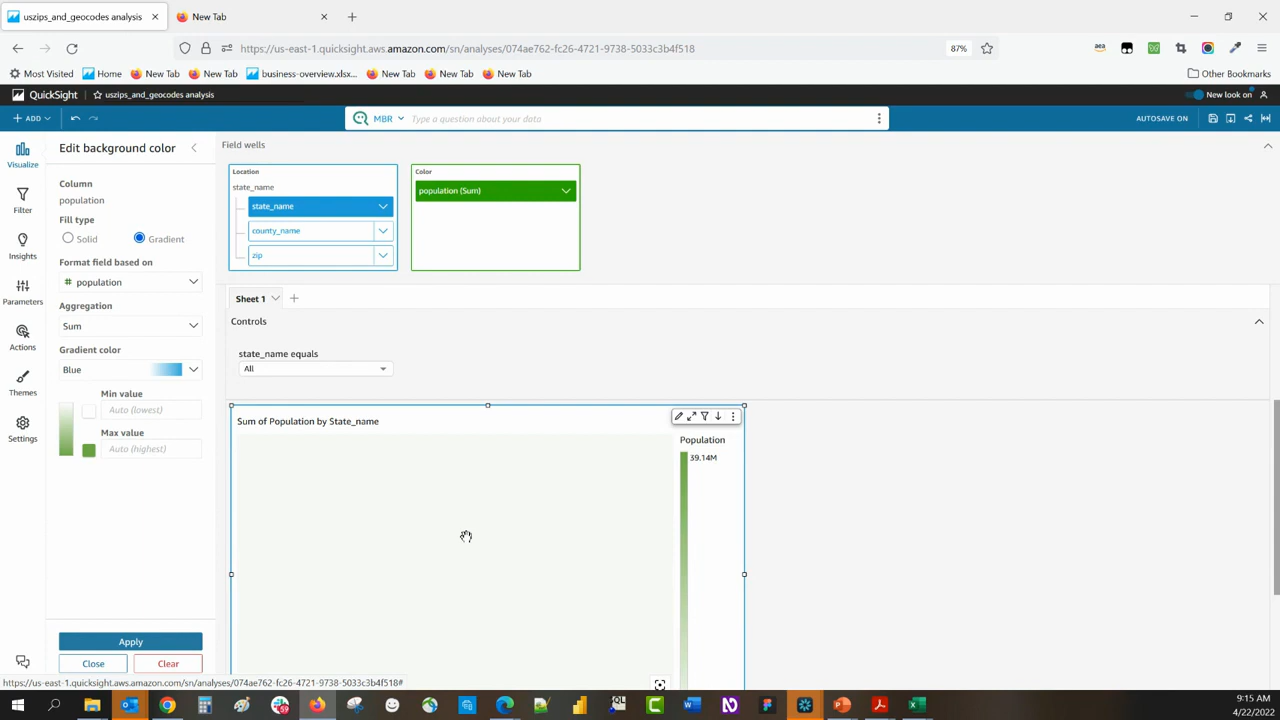 uszips_and_geocodes analysis
New Tab
https://us-east-1.quicksight.aws.amazon.com/sn/analyses/074ae762-fc26-4721-9738-5033c3b4f518
87%
Most Visited Home New Tab New Tab business-overview.xlsx... New Tab New Tab New Tab Other Bookmarks
QuickSight uszips_and_geocodes analysis New look on
ADD MBR Type a question about your data AUTOSAVE ON
Visualize
Filter
Insights
Parameters
Actions
Themes
Settings
Edit background color
Column
population
Fill type
Solid Gradient
Format field based on
# population
Aggregation
Sum
Gradient color
Blue
Min value
Auto (lowest)
Max value
Auto (highest)
Apply
Close Clear
Field wells
Location
state_name
state_name
county_name
zip
Color
population (Sum)
Sheet 1
Controls
state_name equals
All
Sum of Population by State_name
Population
39.14M
https://us-east-1.quicksight.aws.amazon.com/sn/analyses/074ae762-fc26-4721-9738-5033c3b4f518#
9:15 AM
4/22/2022